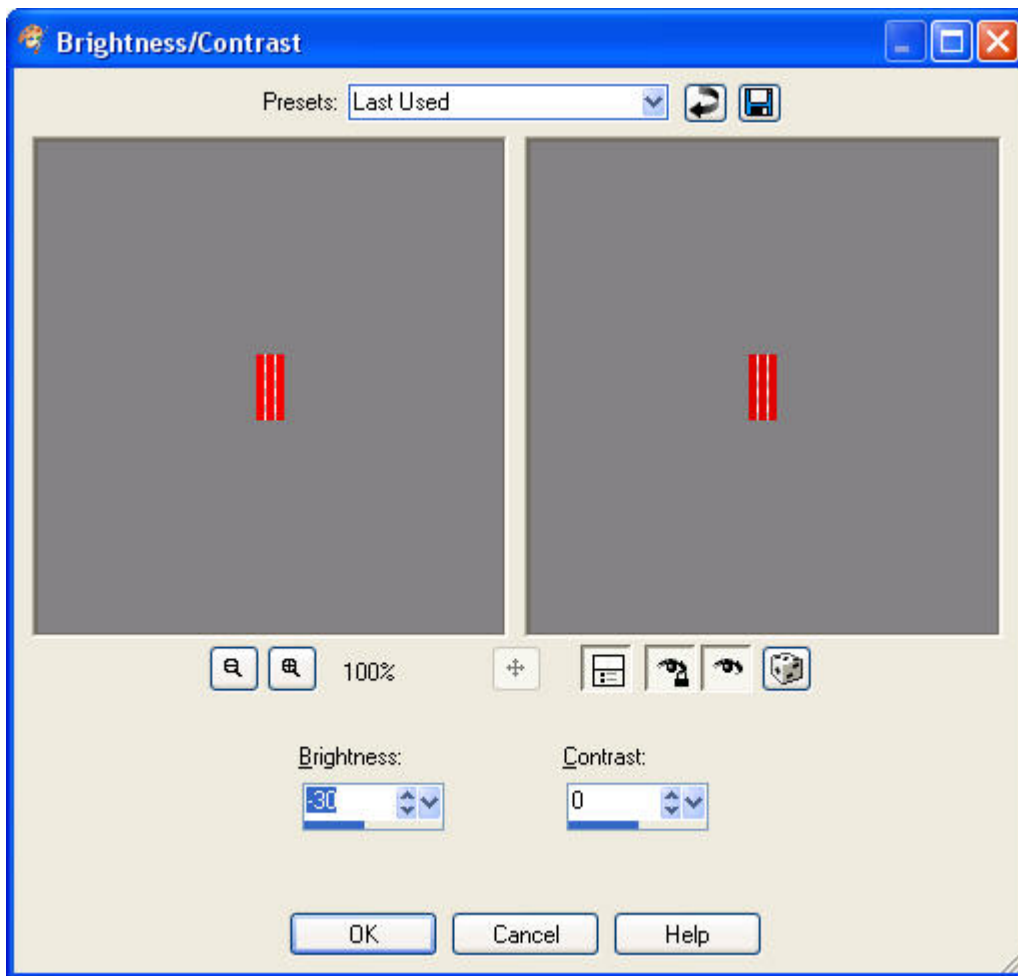 Brightness/Contrast
Presets: Last Used
100%
Brightness: Contrast:
-30 0
OK Cancel Help